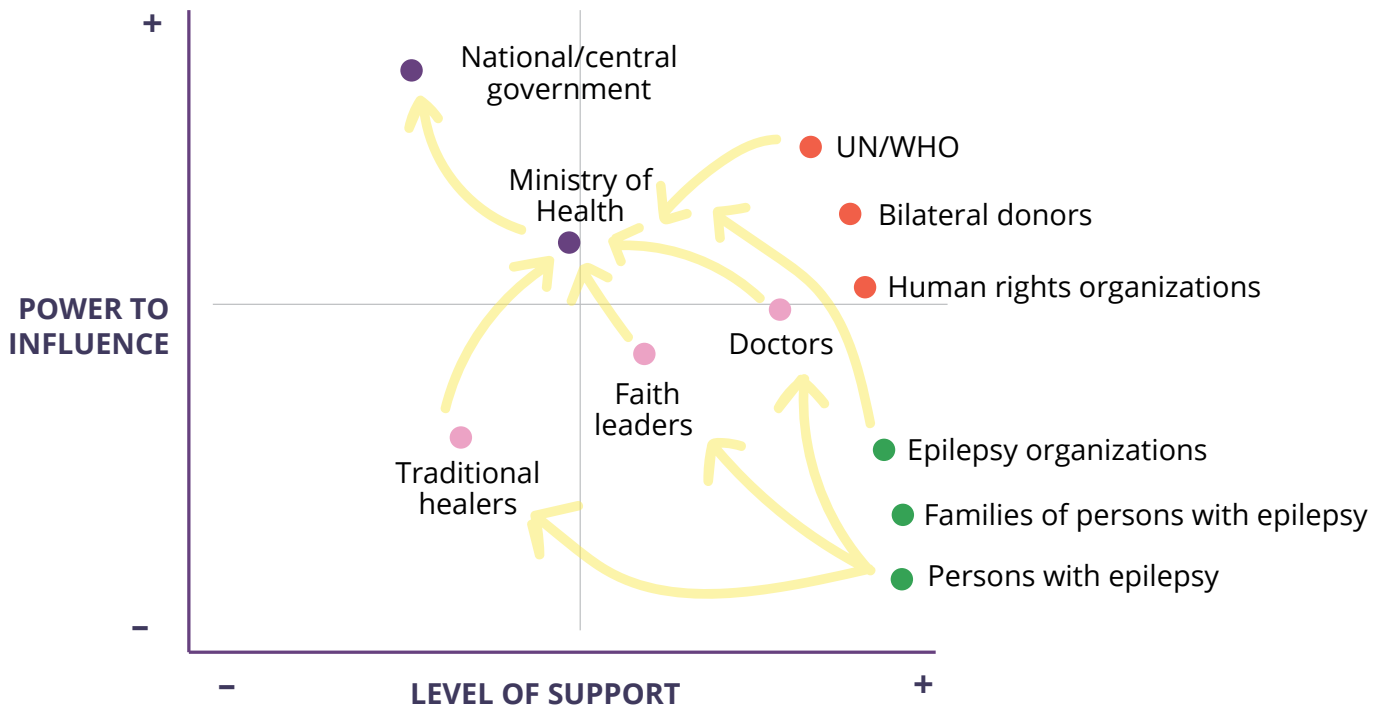 +
National/central
government
UN/WHO
Ministry of
Health
Bilateral donors
Human rights organizations
POWER TO
INFLUENCE
Doctors
Faith
leaders
Epilepsy organizations
Traditional
healers
Families of persons with epilepsy
Persons with epilepsy
–
–
LEVEL OF SUPPORT
+